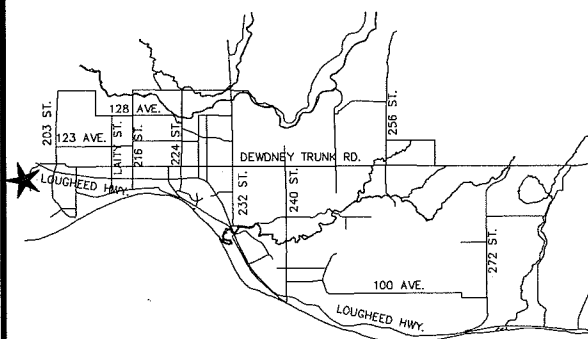 128 AVE.
203 ST.
123 AVE.
LAITY ST.
216 ST.
224 ST.
256 ST.
DEWDNEY TRUNK RD.
LOUGHEED HWY.
232 ST.
240 ST.
272 ST.
100 AVE.
LOUGHEED HWY.